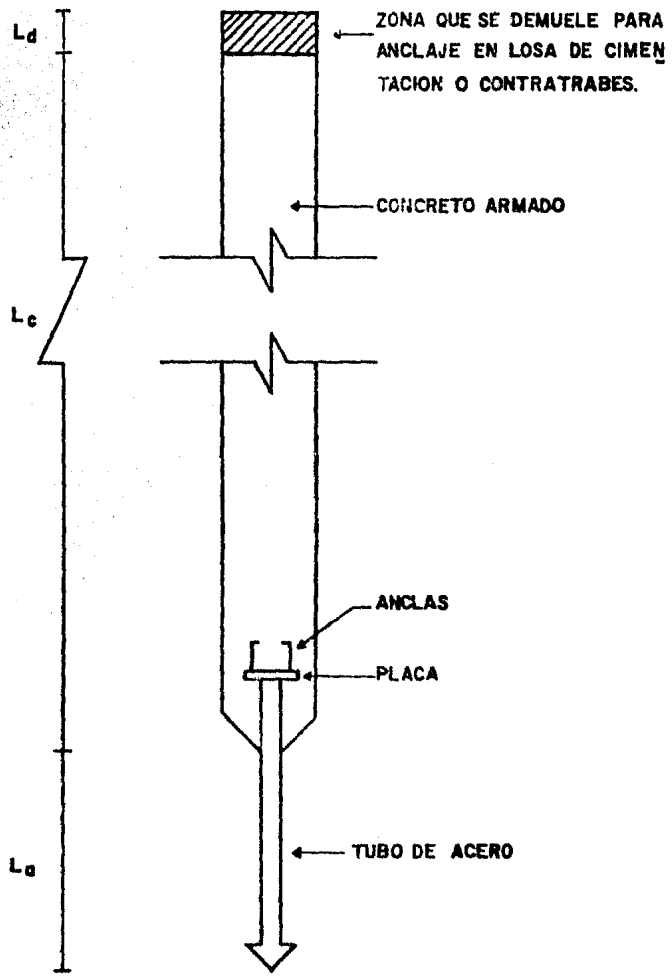 Ld
ZONA QUE SE DEMUELE PARA
ANCLAJE EN LOSA DE CIMEN
TACION O CONTRATRABES.
CONCRETO ARMADO
Lc
ANCLAS
PLACA
TUBO DE ACERO
La